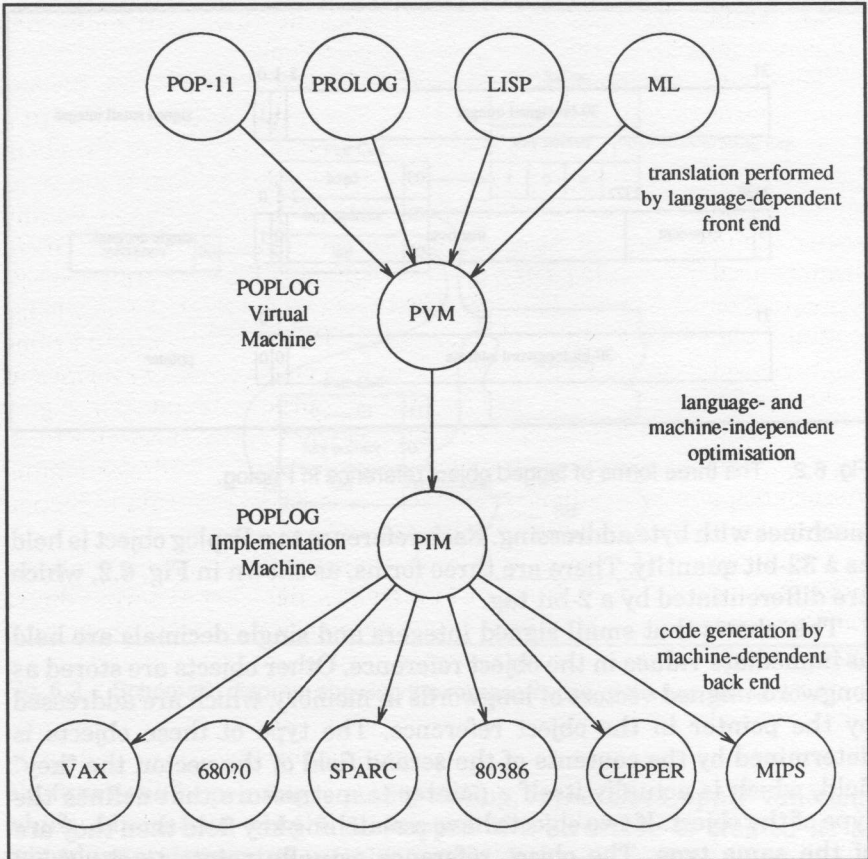 POP-11 PROLOG LISP ML
translation performed
by language-dependent
front end
POPLOG
Virtual
Machine
PVM
language- and
machine-independent
optimisation
POPLOG
Implementation
Machine
PIM
code generation by
machine-dependent
back end
VAX 680?0 SPARC 80386 CLIPPER MIPS